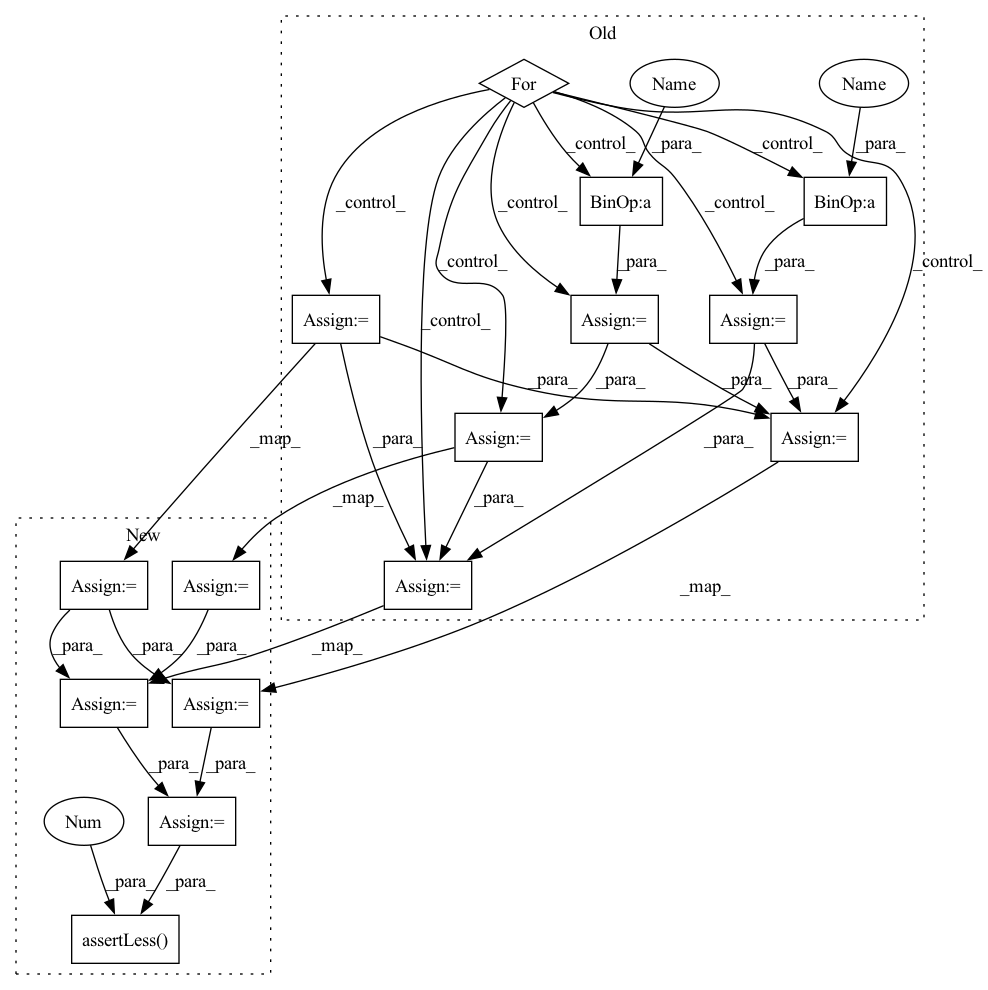 Old
For
Name
Name
_control_
_para_
_control_
_para_
BinOp:a
BinOp:a
_control_
_control_
_control_
_control_
_control_
_para_
_para_
_control_
Assign:=
Assign:=
Assign:=
_control_
_para_
_para_
_para_
_para_
Assign:=
Assign:=
_map_
_para_
_para_
_map_
_para_
New
Assign:=
Assign:=
Assign:=
_map_
_para_
_para_
_para_
_map_
Assign:=
Assign:=
_para_
_para_
Num
Assign:=
_para_
_para_
assertLess()